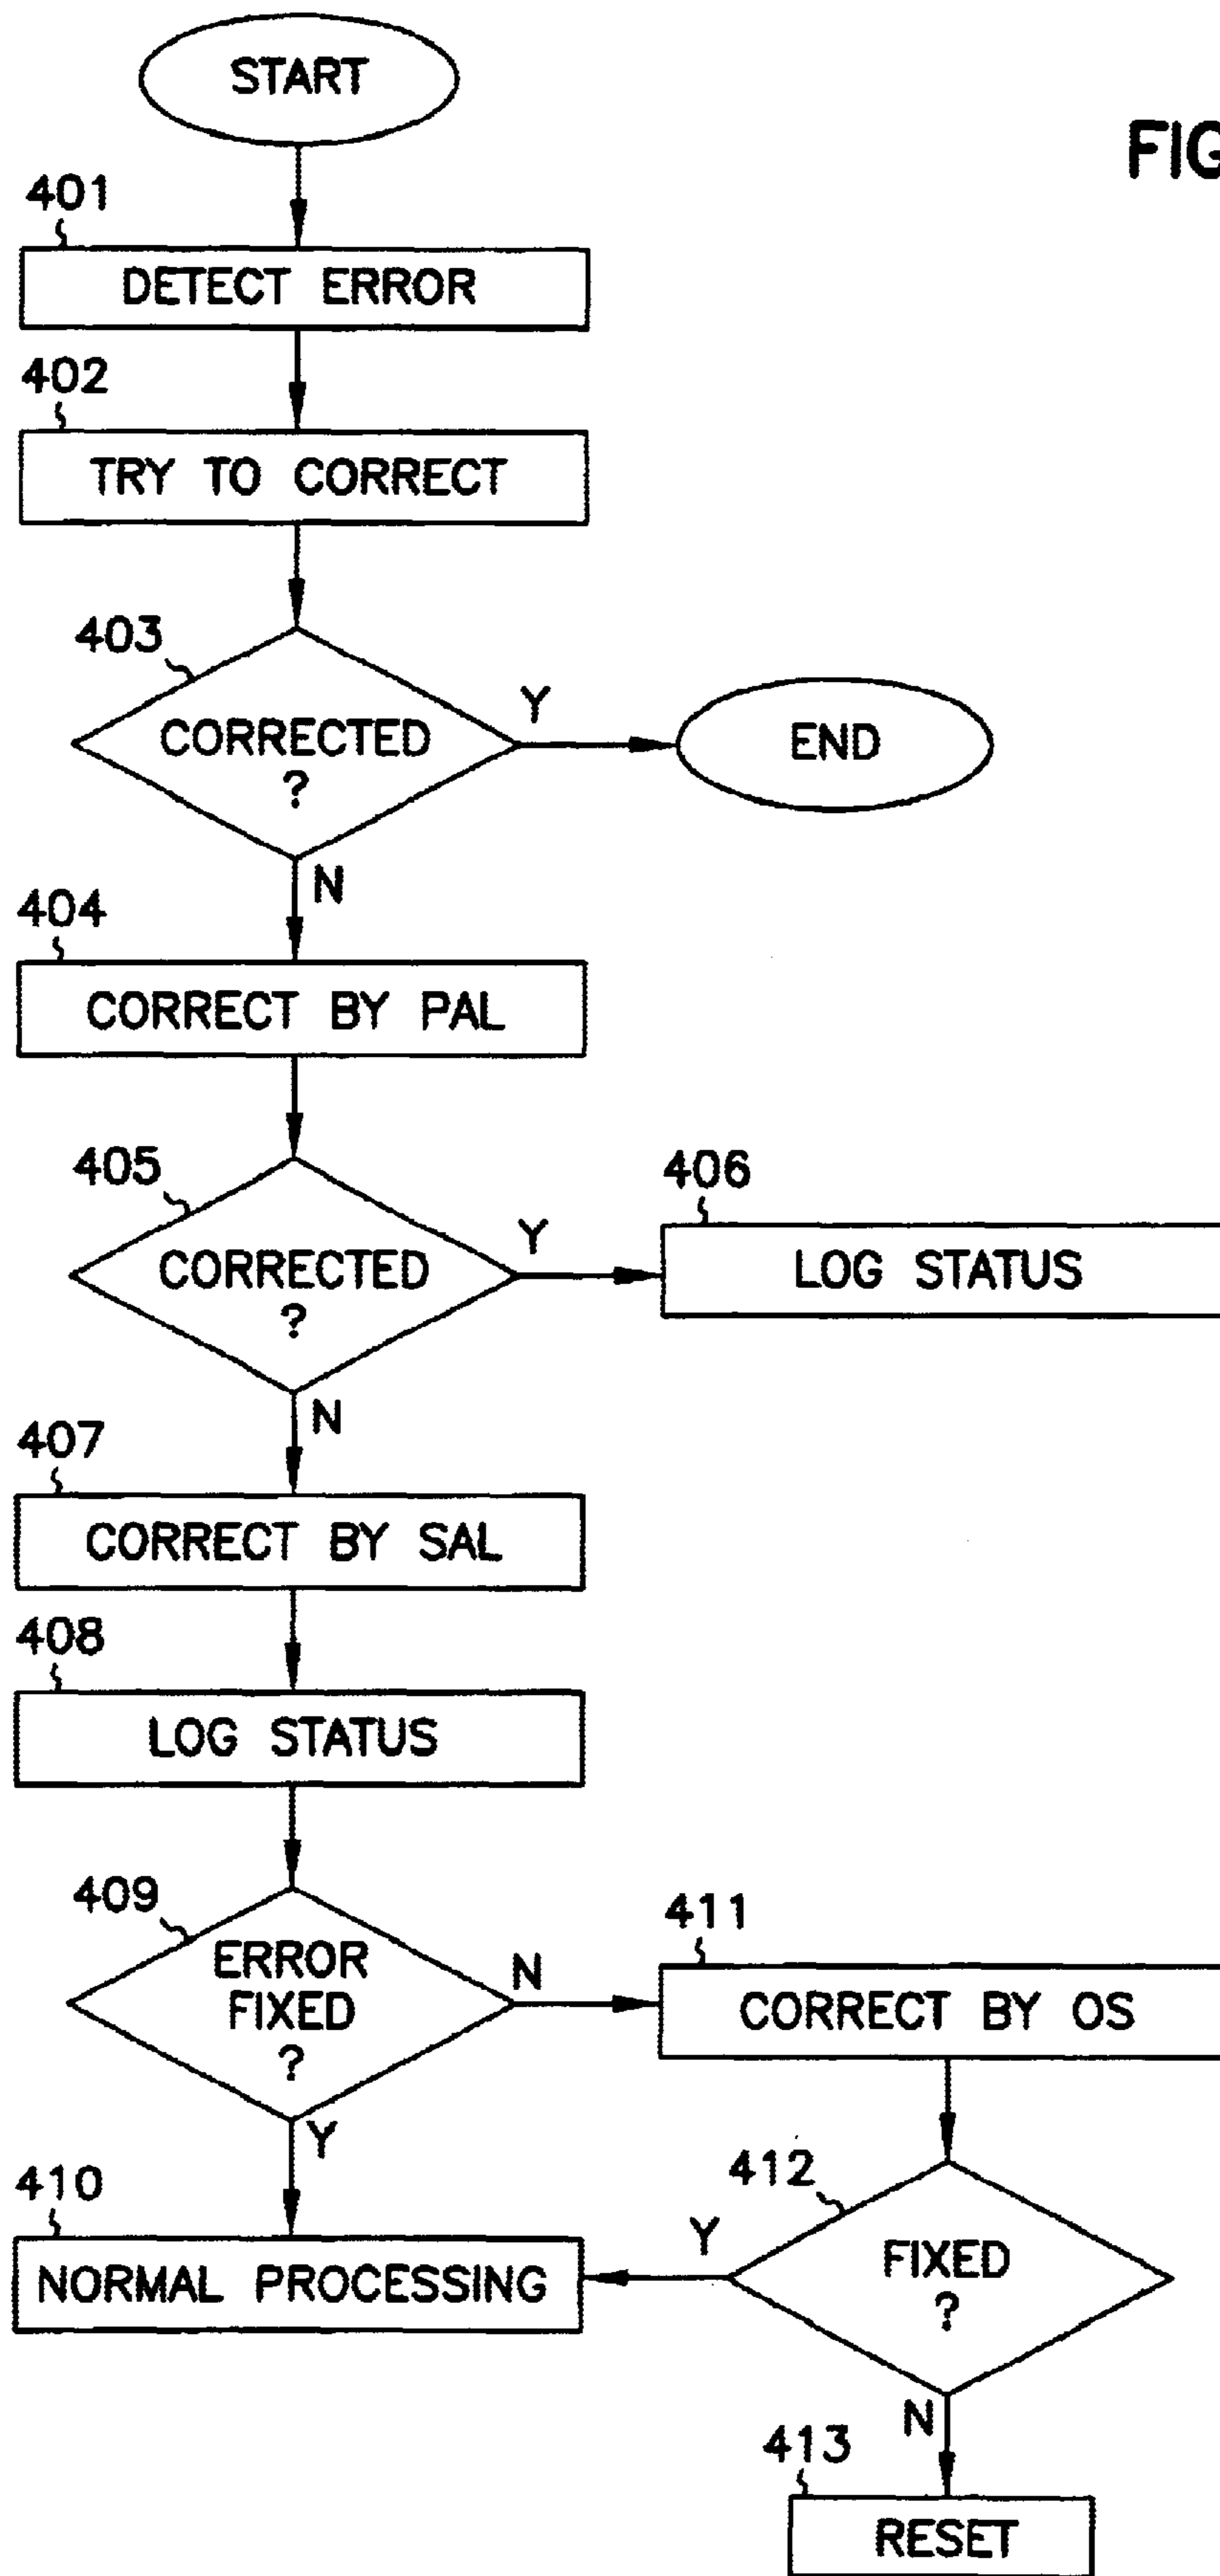 START
FIG
401
DETECT ERROR
402
TRY TO CORRECT
403
CORRECTED
?
Y
END
N
404
CORRECT BY PAL
405
CORRECTED
?
Y
406
LOG STATUS
N
407
CORRECT BY SAL
408
LOG STATUS
409
ERROR
FIXED
?
N
411
CORRECT BY OS
Y
410
NORMAL PROCESSING
412
Y
FIXED
?
N
413
RESET